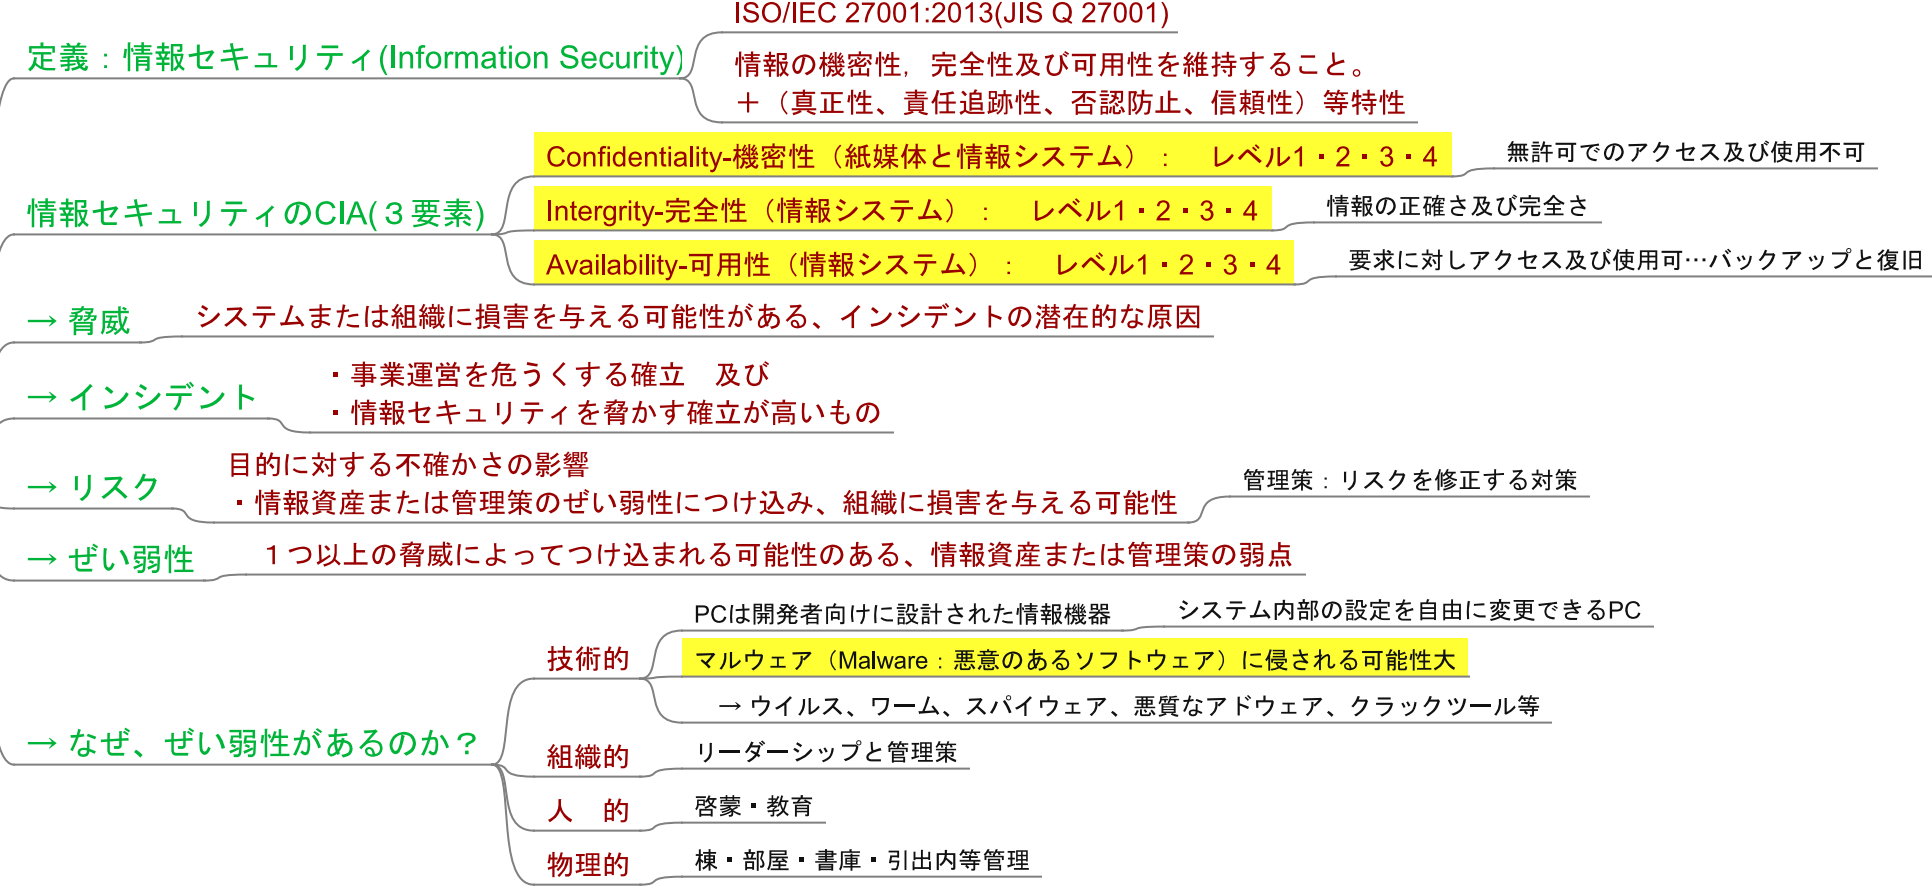 ISO/IEC 27001:2013(JIS Q 27001)
定義：情報セキュリティ(Information Security)
情報の機密性，完全性及び可用性を維持すること。
＋（真正性、責任追跡性、否認防止、信頼性）等特性
Confidentiality-機密性（紙媒体と情報システム）： レベル1・2・3・4
無許可でのアクセス及び使用不可
情報セキュリティのCIA(３要素)
Intergrity-完全性（情報システム）： レベル1・2・3・4
情報の正確さ及び完全さ
Availability-可用性（情報システム）： レベル1・2・3・4
要求に対しアクセス及び使用可…バックアップと復旧
→ 脅威
システムまたは組織に損害を与える可能性がある、インシデントの潜在的な原因
→ インシデント
・事業運営を危うくする確立 及び
・情報セキュリティを脅かす確立が高いもの
→ リスク
目的に対する不確かさの影響
・情報資産または管理策のぜい弱性につけ込み、組織に損害を与える可能性
管理策：リスクを修正する対策
→ ぜい弱性
１つ以上の脅威によってつけ込まれる可能性のある、情報資産または管理策の弱点
→ なぜ、ぜい弱性があるのか？
技術的
PCは開発者向けに設計された情報機器
システム内部の設定を自由に変更できるPC
マルウェア（Malware：悪意のあるソフトウェア）に侵される可能性大
→ ウイルス、ワーム、スパイウェア、悪質なアドウェア、クラックツール等
組織的
リーダーシップと管理策
人 的
啓蒙・教育
物理的
棟・部屋・書庫・引出内等管理